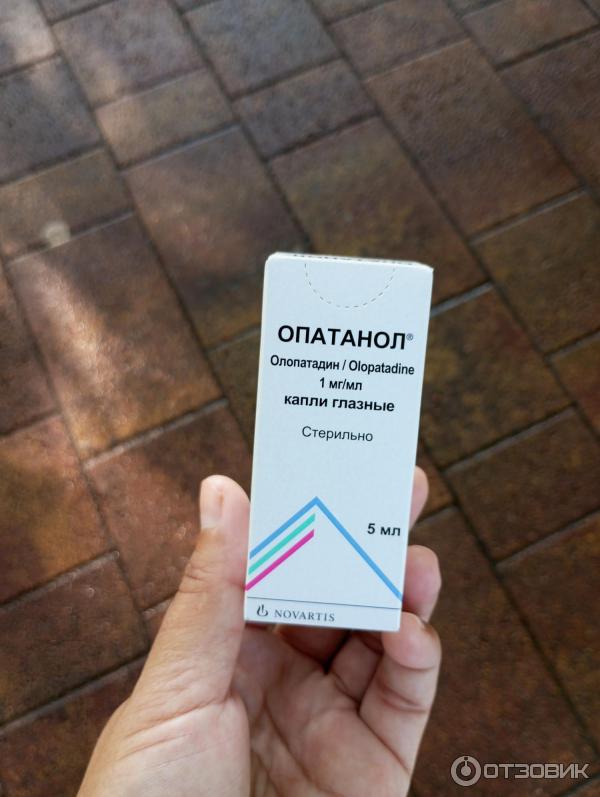 ОПАТАНОЛ®
Олопатадин / Olopatadine
1 мг/мл
капли глазные
Стерильно
5 мл
NOVARTIS
ОТЗОВИК